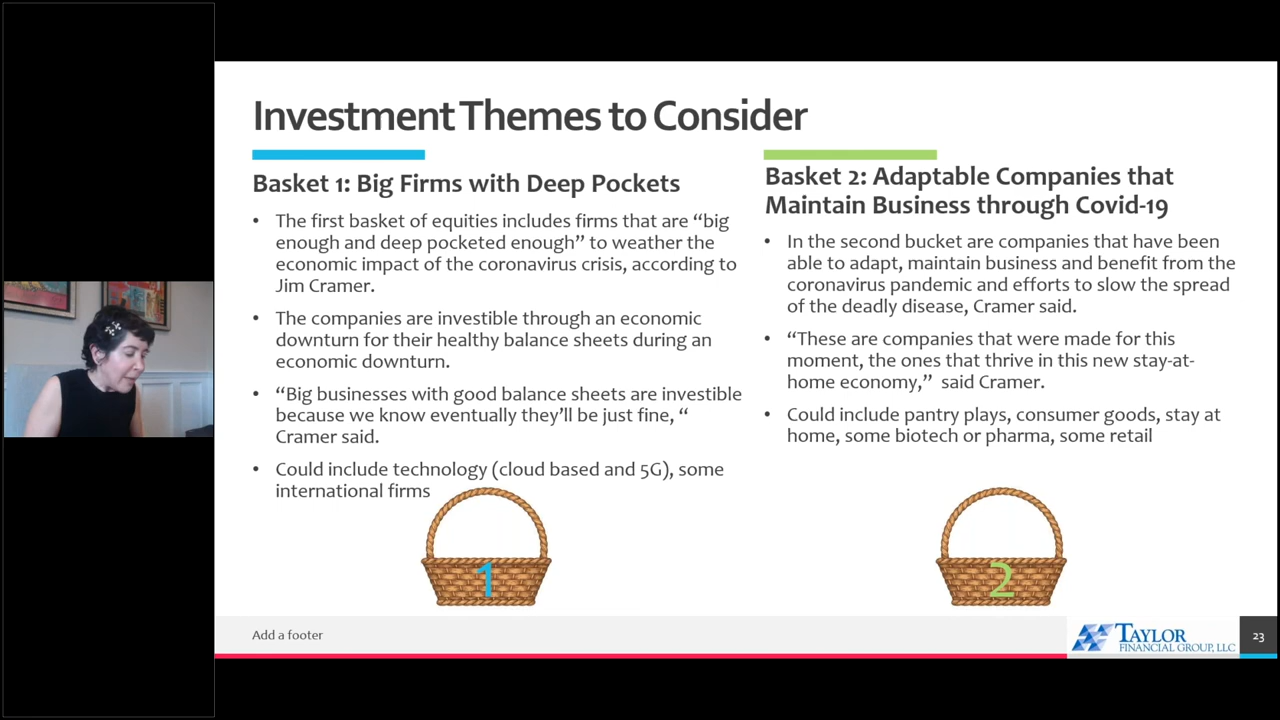 Investment Themes to Consider
Basket 1: Big Firms with Deep Pockets
• The first basket of equities includes firms that are “big
enough and deep pocketed enough” to weather the
economic impact of the coronavirus crisis, according to
Jim Cramer.
• The companies are investible through an economic
downturn for their healthy balance sheets during an
economic downturn.
• “Big businesses with good balance sheets are investible
because we know eventually they’ll be just fine, “
Cramer said.
• Could include technology (cloud based and 5G), some
international firms
1
Basket 2: Adaptable Companies that
Maintain Business through Covid-19
• In the second bucket are companies that have been
able to adapt, maintain business and benefit from the
coronavirus pandemic and efforts to slow the spread
of the deadly disease, Cramer said.
• “These are companies that were made for this
moment, the ones that thrive in this new stay-at-
home economy,”  said Cramer.
• Could include pantry plays, consumer goods, stay at
home, some biotech or pharma, some retail
2
Add a footer
TAYLOR
FINANCIAL GROUP, LLC
23